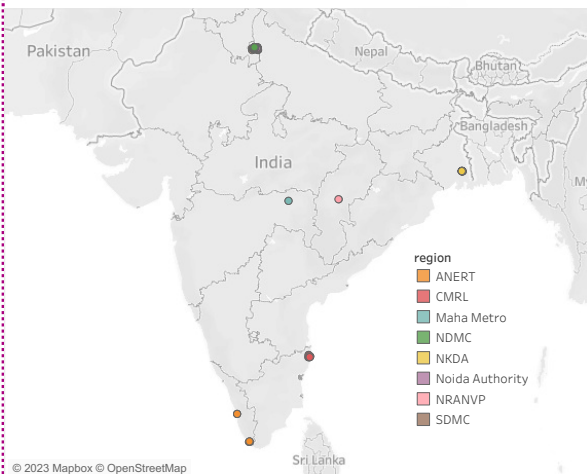 Pakistan
Nepal
Bhutan
Bangladesh
India
M
region
ANERT
CMRL
Maha Metro
NDMC
NKDA
Noida Authority
NRANVP
SDMC
Sri Lanka
© 2023 Mapbox © OpenStreetMap